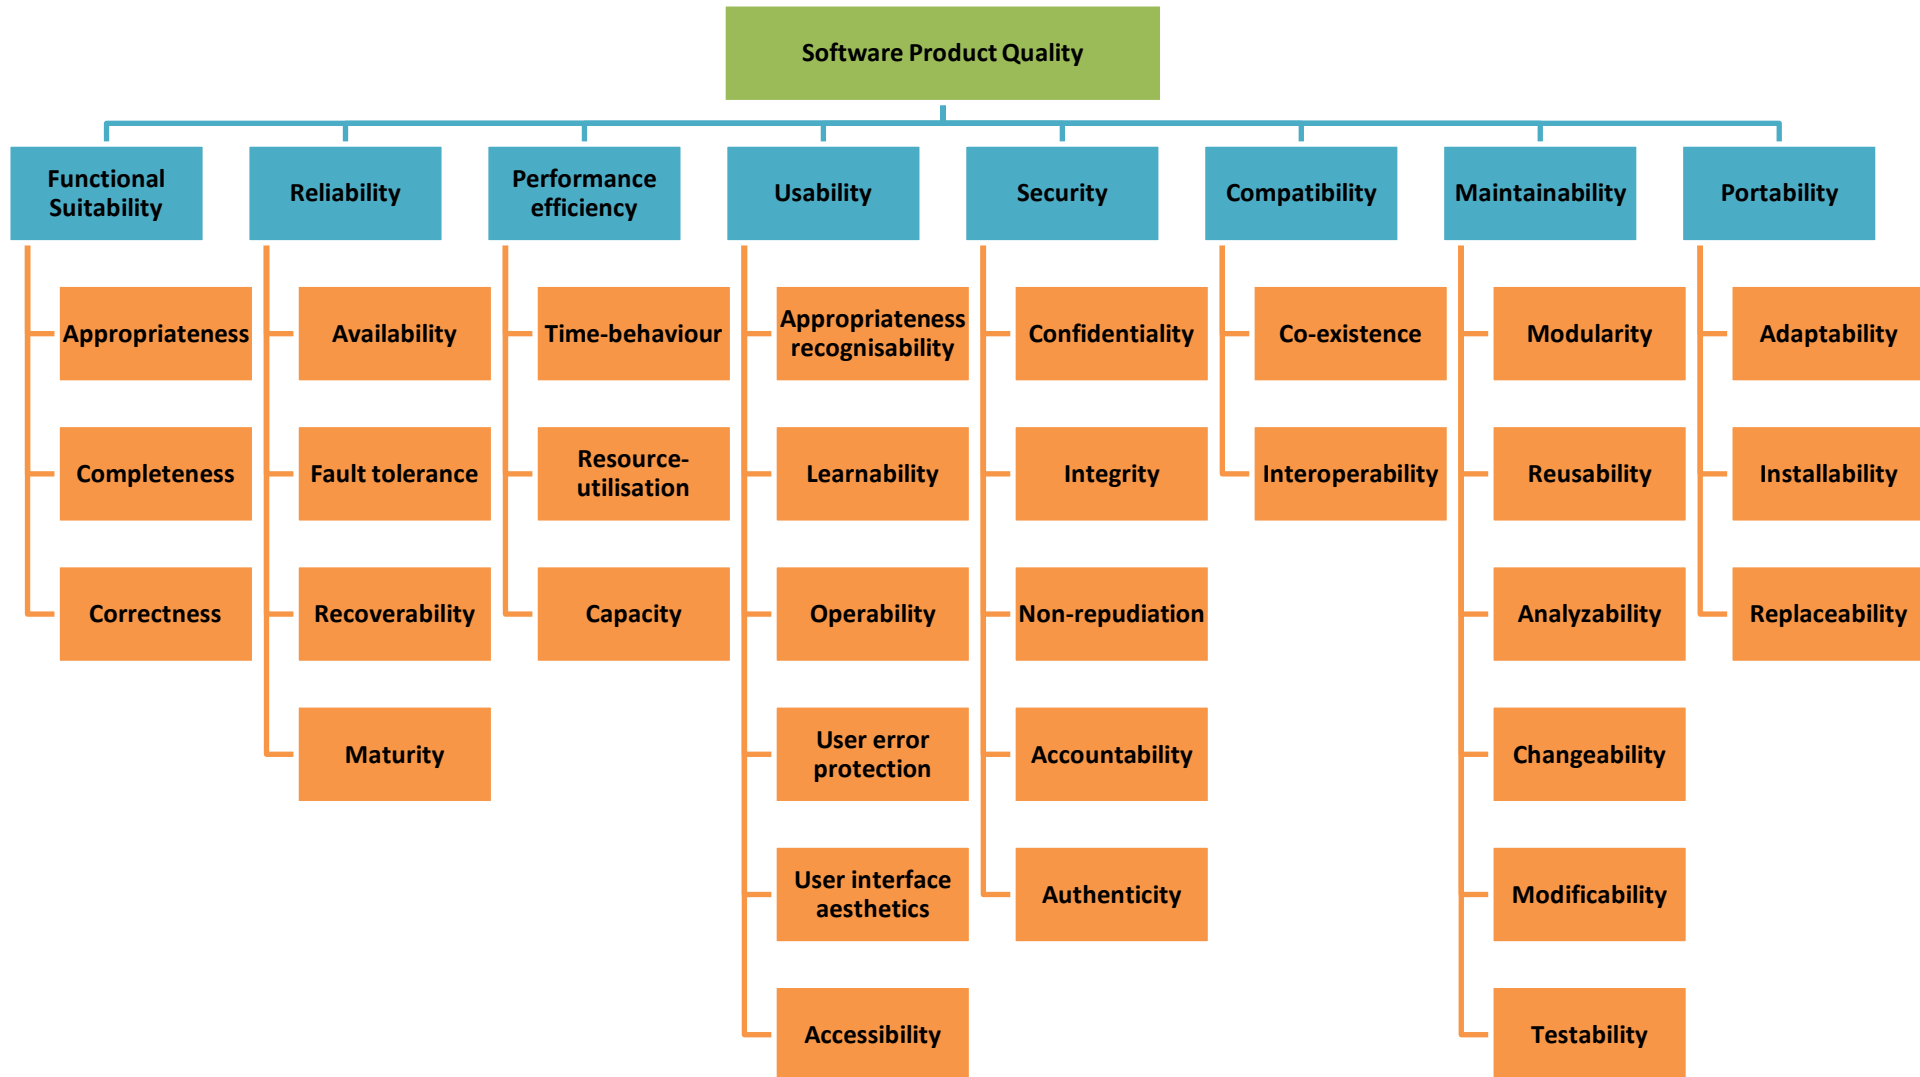 Software Product Quality
Functional
Suitability
Reliability
Performance
efficiency
Usability
Security
Compatibility
Maintainability
Portability
Appropriateness
Completeness
Correctness
Availability
Fault tolerance
Recoverability
Maturity
Time-behaviour
Resource-
utilisation
Capacity
Appropriateness
recognisability
Learnability
Operability
User error
protection
User interface
aesthetics
Accessibility
Confidentiality
Integrity
Non-repudiation
Accountability
Authenticity
Co-existence
Interoperability
Modularity
Reusability
Analyzability
Changeability
Modificability
Testability
Adaptability
Installability
Replaceability